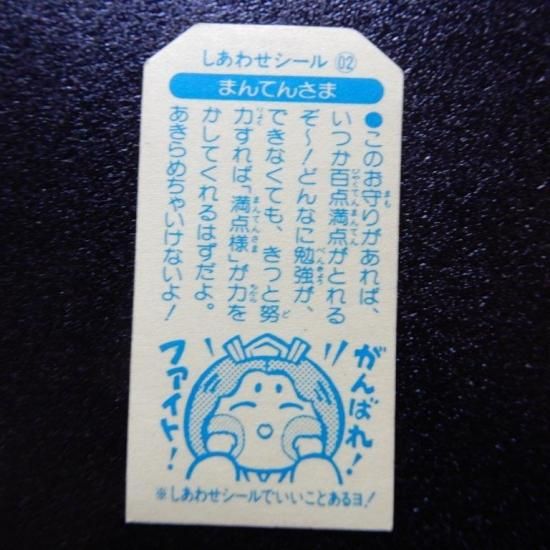 しあわせシール 02
まんてんさま
●このお守りがあれば、
いつか百点満点がとれる
ぞ〜！どんなに勉強が、
できなくても、きっと努
力すれば「満点様」が力を
かしてくれるはずだよ。
あきらめちゃいけないよ！
がんばれ！
ファイト！
※しあわせシールでいいことあるヨ！